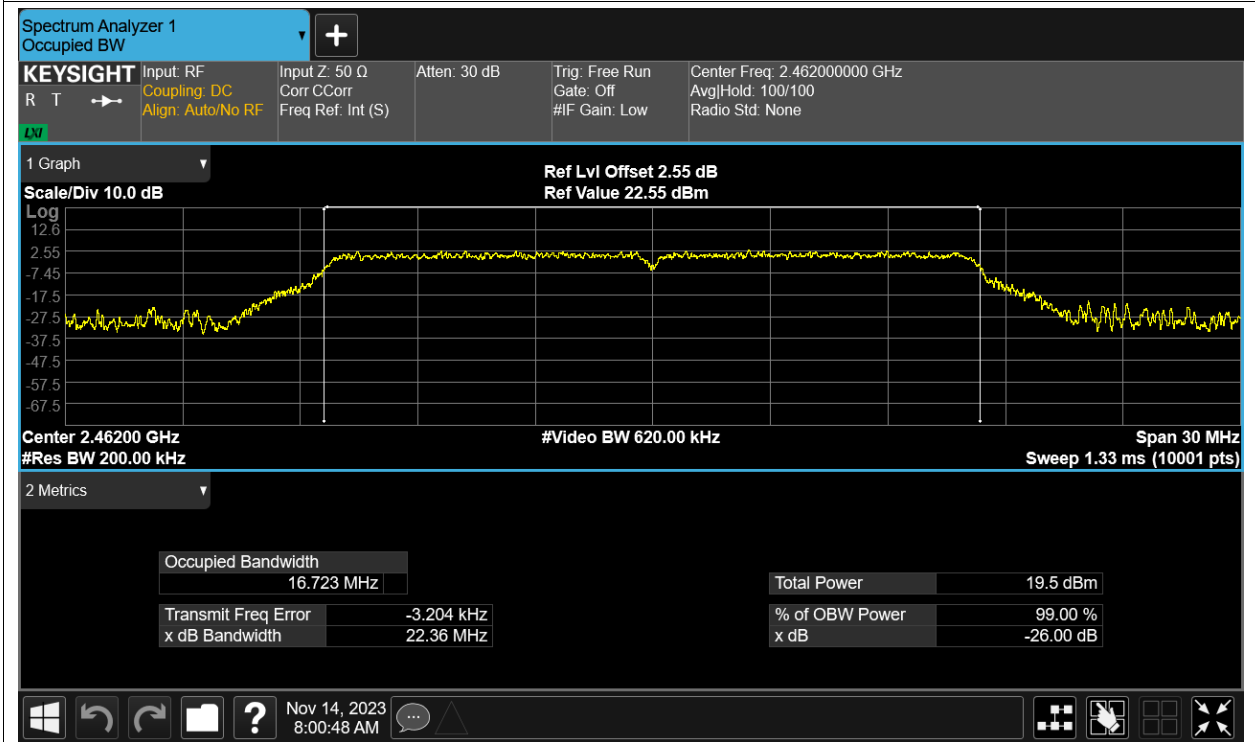 Spectrum Analyzer 1
Occupied BW
KEYSIGHT
R T
LXI
Input: RF
Coupling: DC
Align: Auto/No RF
Input Z: 50 Ω
Corr CCorr
Freq Ref: Int (S)
Atten: 30 dB
Trig: Free Run
Gate: Off
#IF Gain: Low
Center Freq: 2.462000000 GHz
Avg|Hold: 100/100
Radio Std: None
1 Graph
Scale/Div 10.0 dB
Ref Lvl Offset 2.55 dB
Ref Value 22.55 dBm
Log
12.6
2.55
-7.45
-17.5
-27.5
-37.5
-47.5
-57.5
-67.5
Center 2.46200 GHz
#Res BW 200.00 kHz
#Video BW 620.00 kHz
Span 30 MHz
Sweep 1.33 ms (10001 pts)
2 Metrics
Occupied Bandwidth
16.723 MHz
Transmit Freq Error -3.204 kHz
x dB Bandwidth 22.36 MHz
Total Power 19.5 dBm
% of OBW Power 99.00 %
x dB -26.00 dB
?
Nov 14, 2023
8:00:48 AM